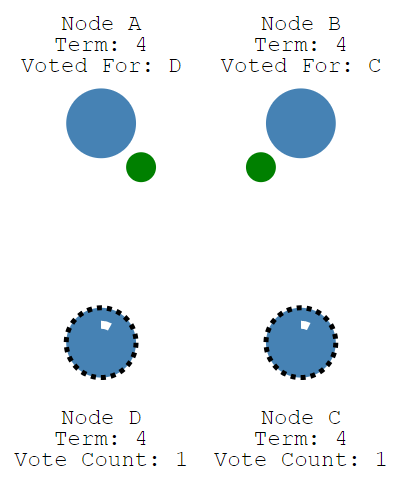 Node A
Term: 4
Voted For: D
Node B
Term: 4
Voted For: C
Node D
Term: 4
Vote Count: 1
Node C
Term: 4
Vote Count: 1